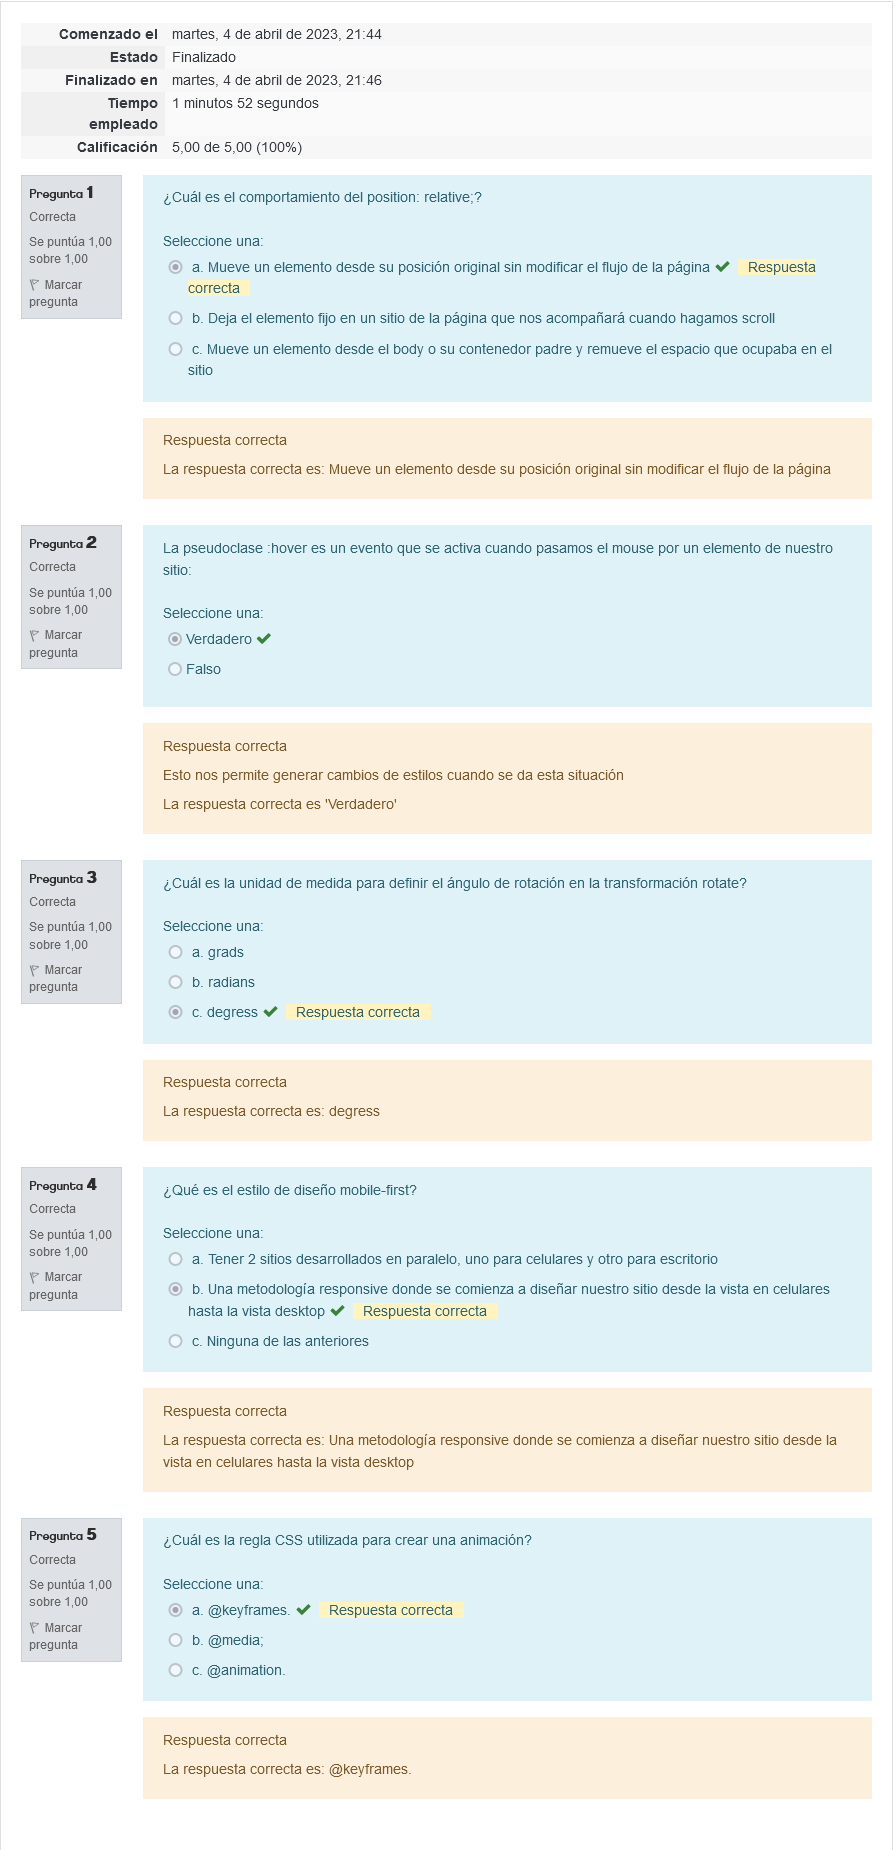 Comenzado el martes, 4 de abril de 2023, 21:44
Estado Finalizado
Finalizado en martes, 4 de abril de 2023, 21:46
Tiempo 1 minutos 52 segundos
empleado
Calificación 5,00 de 5,00 (100%)
Pregunta 1
Correcta
Se puntúa 1,00
sobre 1,00
Marcar
pregunta
¿Cuál es el comportamiento del position: relative;?
Seleccione una:
a. Mueve un elemento desde su posición original sin modificar el flujo de la página Respuesta
correcta
b. Deja el elemento fijo en un sitio de la página que nos acompañará cuando hagamos scroll
c. Mueve un elemento desde el body o su contenedor padre y remueve el espacio que ocupaba en el
sitio
Respuesta correcta
La respuesta correcta es: Mueve un elemento desde su posición original sin modificar el flujo de la página
Pregunta 2
Correcta
Se puntúa 1,00
sobre 1,00
Marcar
pregunta
La pseudoclase :hover es un evento que se activa cuando pasamos el mouse por un elemento de nuestro
sitio:
Seleccione una:
Verdadero
Falso
Respuesta correcta
Esto nos permite generar cambios de estilos cuando se da esta situación
La respuesta correcta es 'Verdadero'
Pregunta 3
Correcta
Se puntúa 1,00
sobre 1,00
Marcar
pregunta
¿Cuál es la unidad de medida para definir el ángulo de rotación en la transformación rotate?
Seleccione una:
a. grads
b. radians
c. degress Respuesta correcta
Respuesta correcta
La respuesta correcta es: degress
Pregunta 4
Correcta
Se puntúa 1,00
sobre 1,00
Marcar
pregunta
¿Qué es el estilo de diseño mobile-first?
Seleccione una:
a. Tener 2 sitios desarrollados en paralelo, uno para celulares y otro para escritorio
b. Una metodología responsive donde se comienza a diseñar nuestro sitio desde la vista en celulares
hasta la vista desktop Respuesta correcta
c. Ninguna de las anteriores
Respuesta correcta
La respuesta correcta es: Una metodología responsive donde se comienza a diseñar nuestro sitio desde la
vista en celulares hasta la vista desktop
Pregunta 5
Correcta
Se puntúa 1,00
sobre 1,00
Marcar
pregunta
¿Cuál es la regla CSS utilizada para crear una animación?
Seleccione una:
a. @keyframes. Respuesta correcta
b. @media;
c. @animation.
Respuesta correcta
La respuesta correcta es: @keyframes.